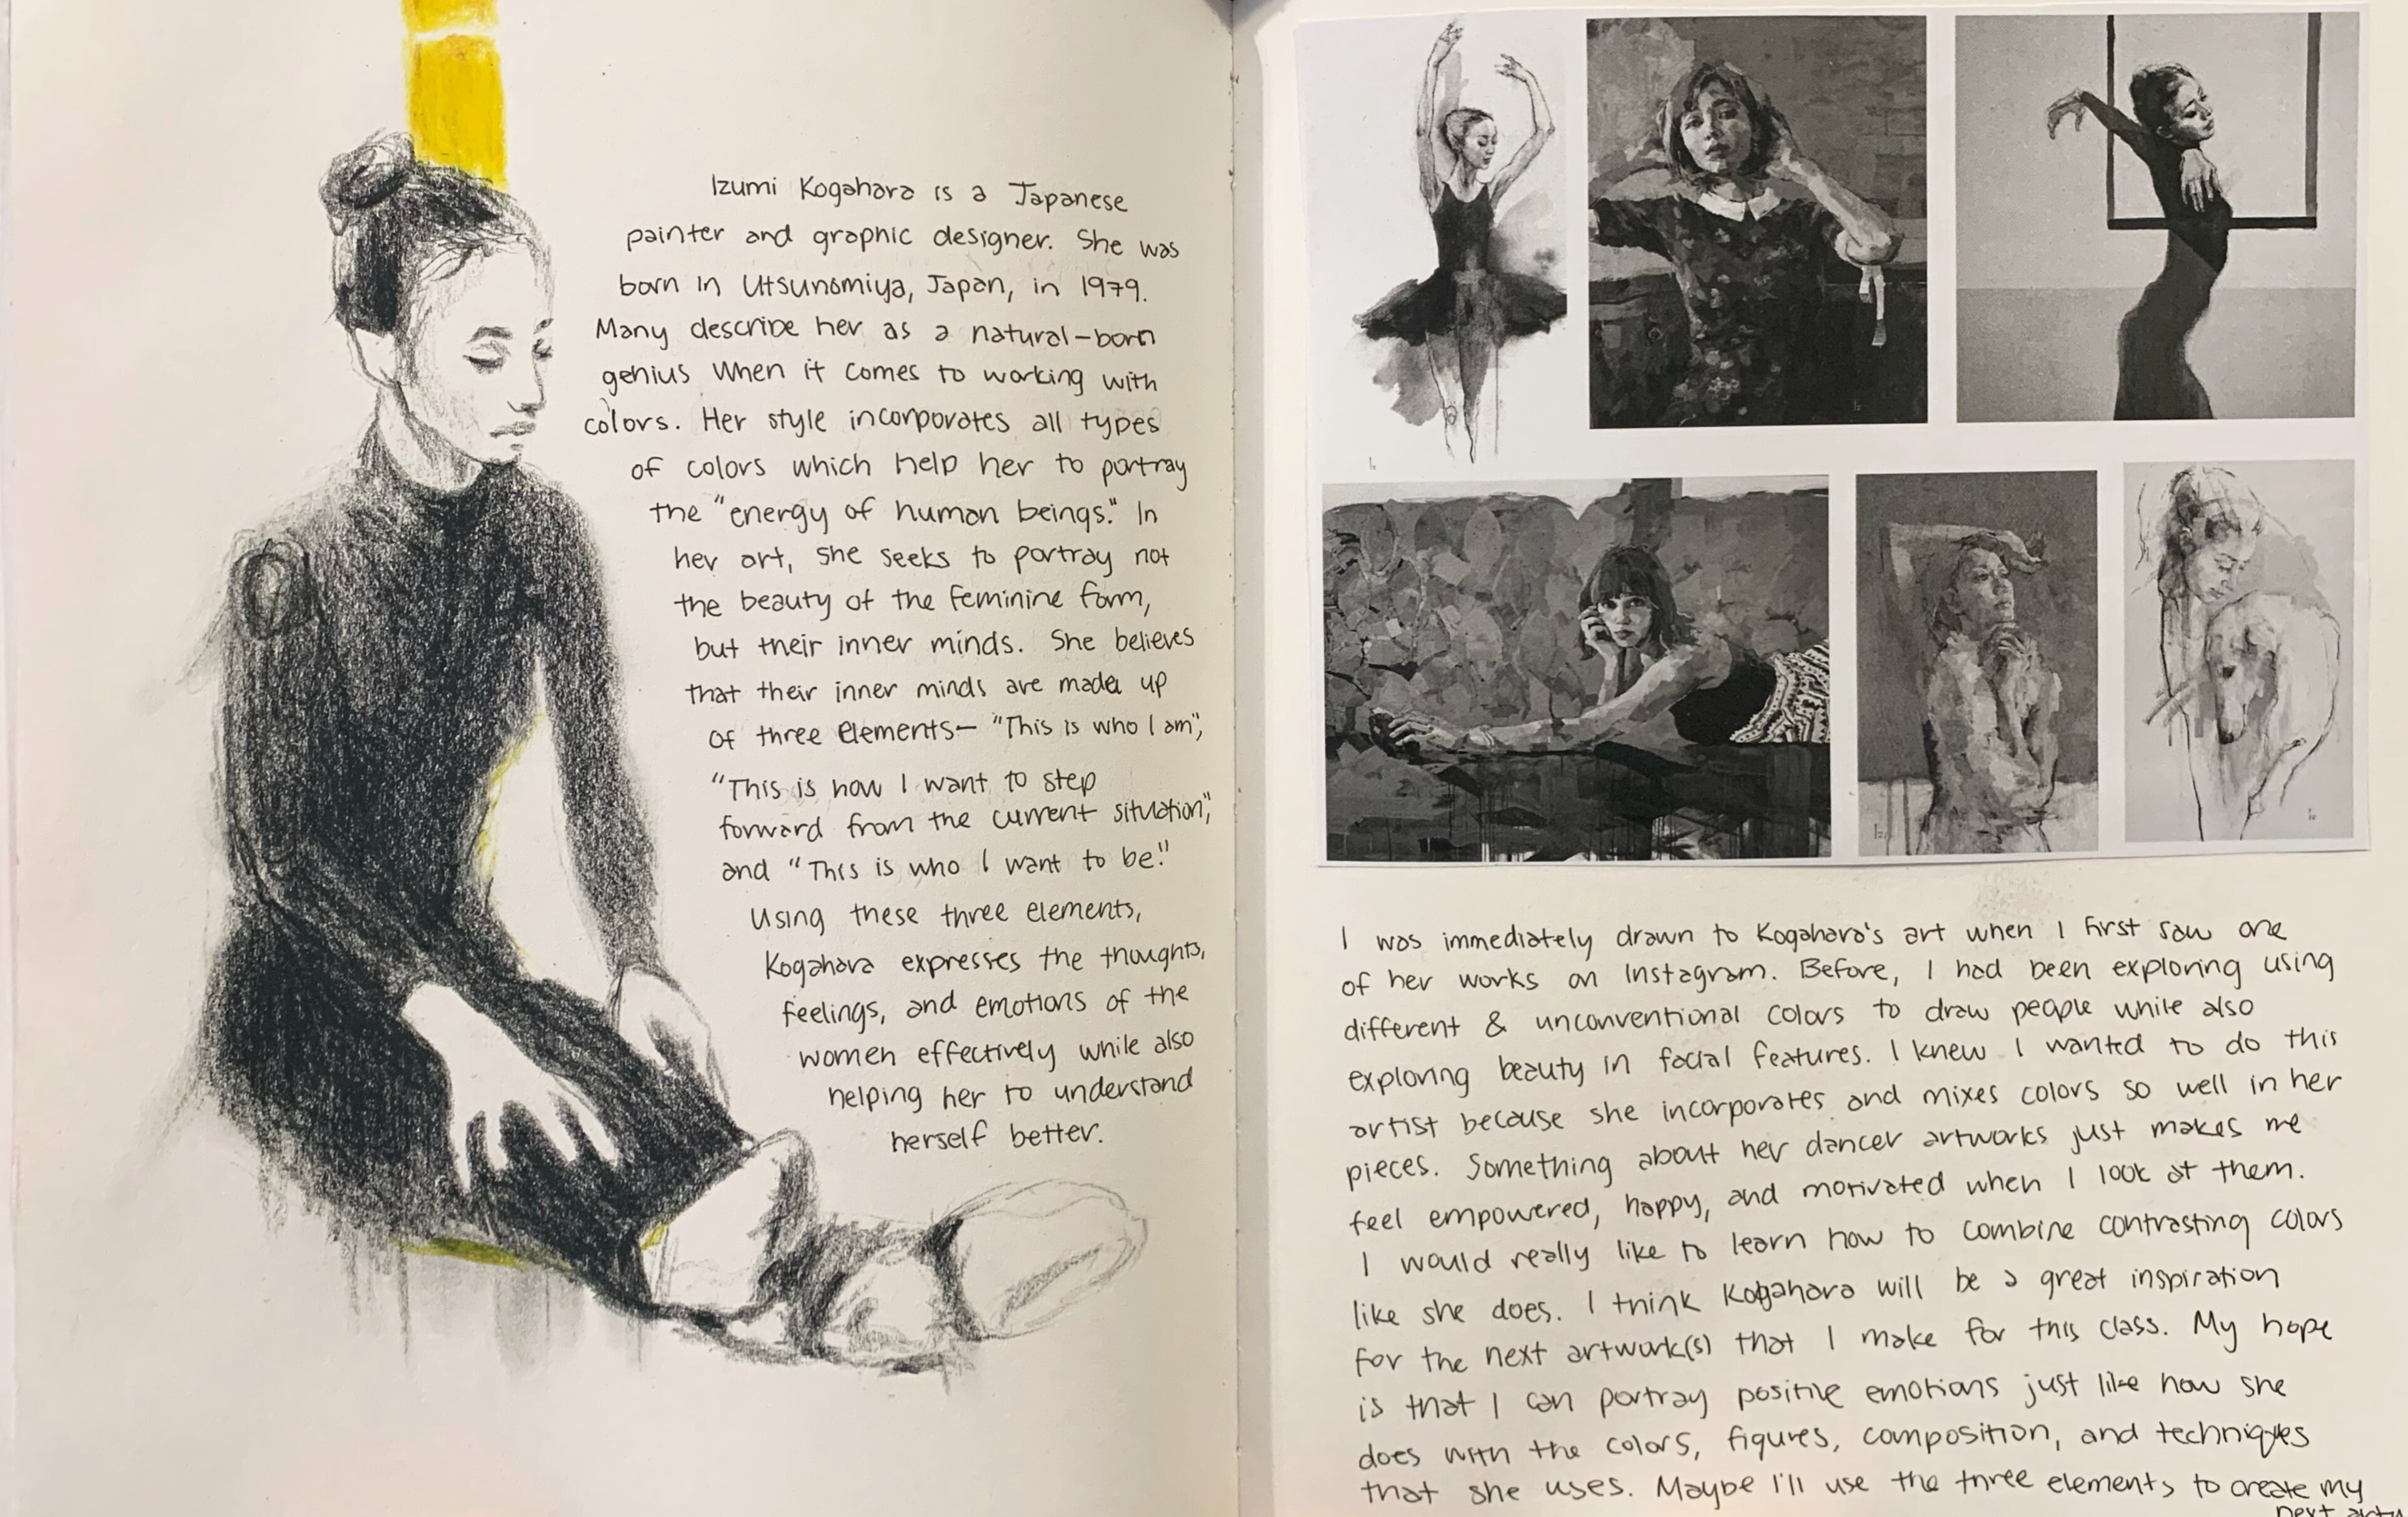 Izumi Kogahara is a Japanese
painter and graphic designer. She was
born in Utsunomiya, Japan, in 1979.
Many describe her as a natural-born
genius when it comes to working with
colors. Her style incorporates all types
of colors which help her to portray
the "energy of human beings." In
her art, she seeks to portray not
the beauty of the feminine form,
but their inner minds. She believes
that their inner minds are made up
of three elements— "This is who I am",
"This is how I want to step
forward from the current situation",
and "This is who I want to be."
Using these three elements,
Kogahara expresses the thoughts,
feelings, and emotions of the
women effectively while also
helping her to understand
herself better.
I was immediately drawn to Kogahara's art when I first saw one
of her works on Instagram. Before, I had been exploring using
different & unconventional colors to draw people while also
exploring beauty in facial features. I knew I wanted to do this
artist because she incorporates and mixes colors so well in her
pieces. Something about her dancer artworks just makes me
feel empowered, happy, and motivated when I look at them.
I would really like to learn how to combine contrasting colors
like she does. I think Kogahara will be a great inspiration
for the next artwork(s) that I make for this class. My hope
is that I can portray positive emotions just like how she
does with the colors, figures, composition, and techniques
that she uses. Maybe I'll use the three elements to create my
next